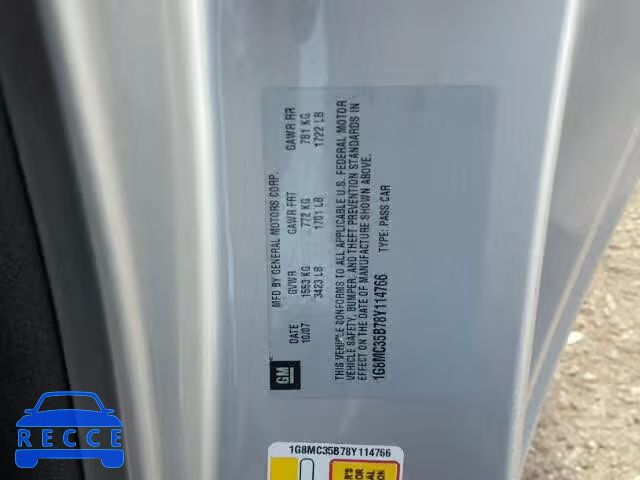 MFD BY GENERAL MOTORS CORP.
DATE GVWR GAWR FRT GAWR RR
10/07 1553 KG 772 KG 781 KG
3423 LB 1701 LB 1722 LB
THIS VEHICLE CONFORMS TO ALL APPLICABLE U.S. FEDERAL MOTOR
VEHICLE SAFETY, BUMPER, AND THEFT PREVENTION STANDARDS IN
EFFECT ON THE DATE OF MANUFACTURE SHOWN ABOVE.
1G8MC35B78Y114766 TYPE: PASS CAR
GM
1G8MC35B78Y114766
RECCE